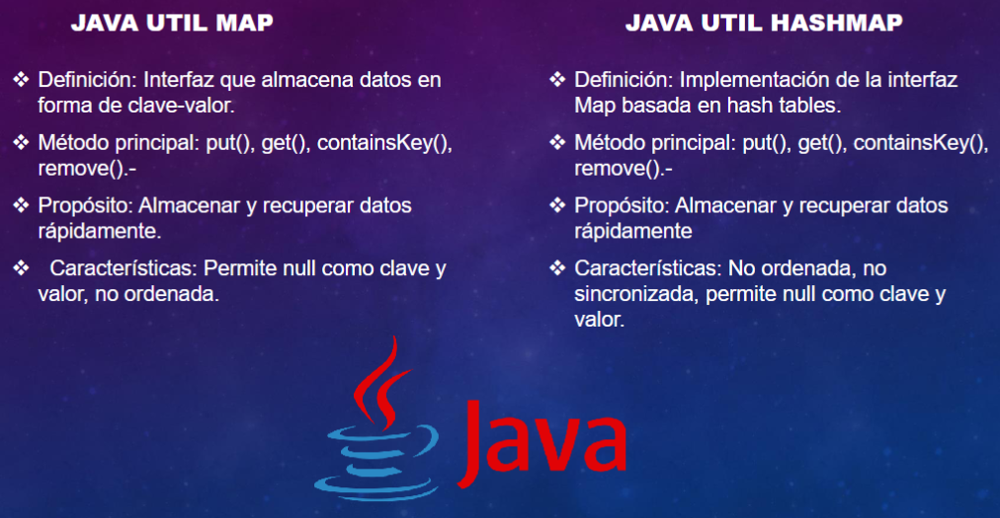 JAVA UTIL MAP
❖ Definición: Interfaz que almacena datos en
forma de clave-valor.
❖ Método principal: put(), get(), containsKey(),
remove().-
❖ Propósito: Almacenar y recuperar datos
rápidamente.
❖ Características: Permite null como clave y
valor, no ordenada.
JAVA UTIL HASHMAP
❖ Definición: Implementación de la interfaz
Map basada en hash tables.
❖ Método principal: put(), get(), containsKey(),
remove().-
❖ Propósito: Almacenar y recuperar datos
rápidamente
❖ Características: No ordenada, no
sincronizada, permite null como clave y
valor.
Java